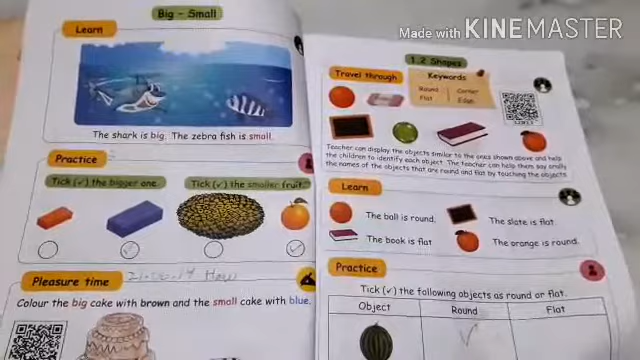 Made with KINEMASTER
Big - Small
Learn
The shark is big. The zebra fish is small.
Practice
Tick (✓) the bigger one.
Tick (✓) the smaller fruit.
Pleasure time
Colour the big cake with brown and the small cake with blue.
1.2 Shapes
Travel through
Keywords
Round
Corner
Flat
Edge
Teacher can display the objects similar to the ones shown above and help
the children to identify each object. The teacher can help them say orally
the names of the objects that are round and flat by touching the objects
Learn
The ball is round.
The slate is flat.
The book is flat
The orange is round.
Practice
Tick (✓) the following objects as round or flat.
Object
Round
Flat